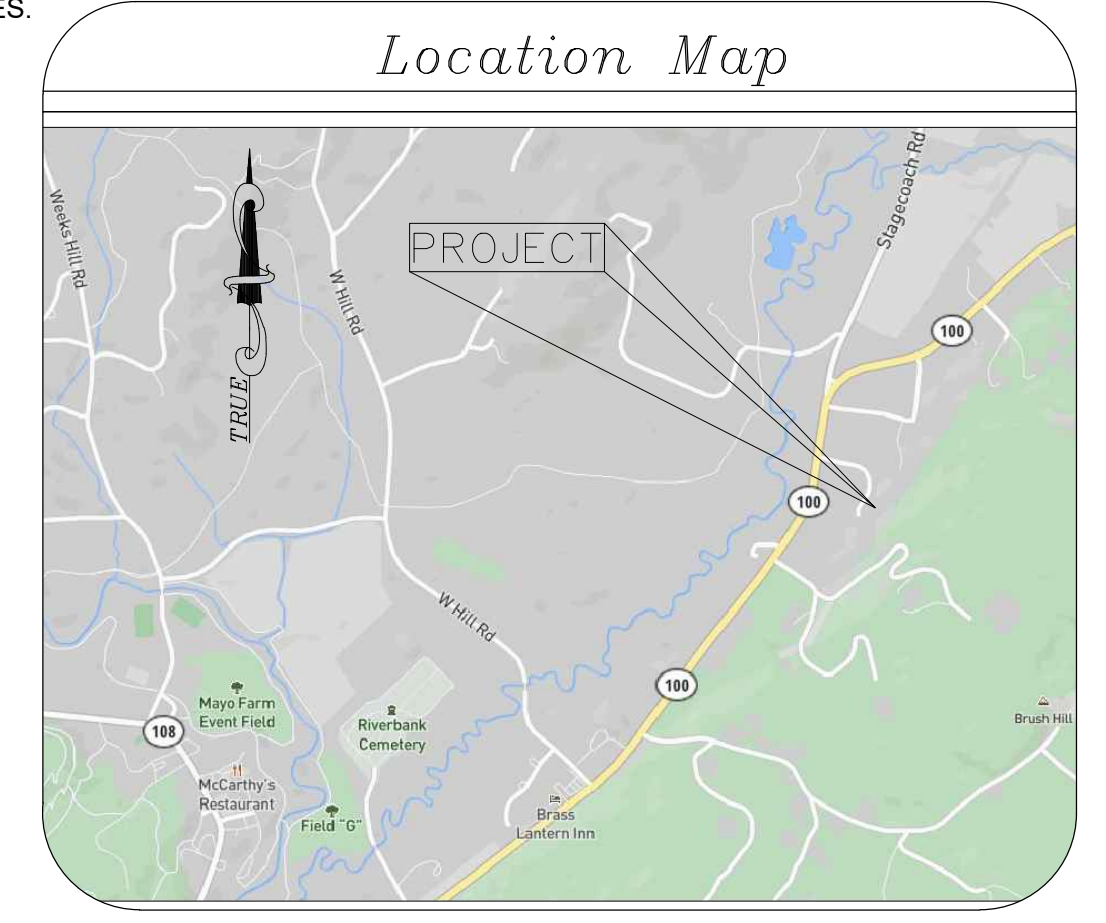 ES.
Location Map
Weeks Hill Rd
W Hill Rd
PROJECT
Stagecoach Rd
100
TRUE
100
W Hill Rd
100
Mayo Farm
Event Field
Riverbank
Cemetery
Brush Hill
108
McCarthy's
Restaurant
Field "G"
Brass
Lantern Inn